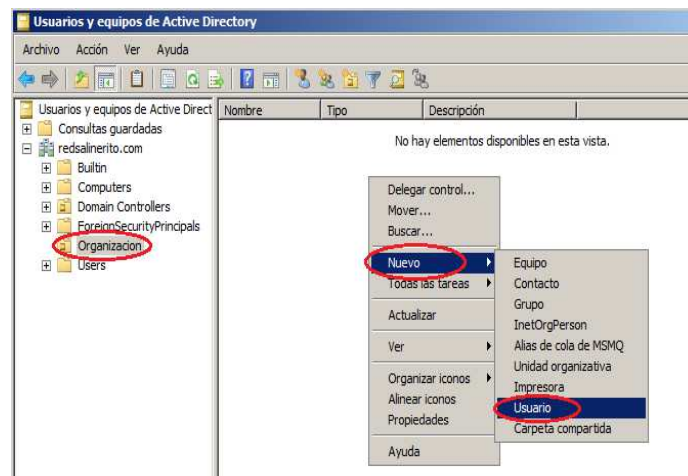 Usuarios y equipos de Active Directory
Archivo Acción Ver Ayuda
Usuarios y equipos de Active Direct
Nombre Tipo Descripción
Consultas guardadas
No hay elementos disponibles en esta vista.
redsalinerito.com
Builtin
Computers
Domain Controllers
ForeignSecurityPrincipals
Organizacion
Users
Delegar control...
Mover...
Buscar...
Nuevo
Todas las tareas
Actualizar
Ver
Organizar iconos
Alinear iconos
Propiedades
Ayuda
Equipo
Contacto
Grupo
InetOrgPerson
Alias de cola de MSMQ
Unidad organizativa
Impresora
Usuario
Carpeta compartida